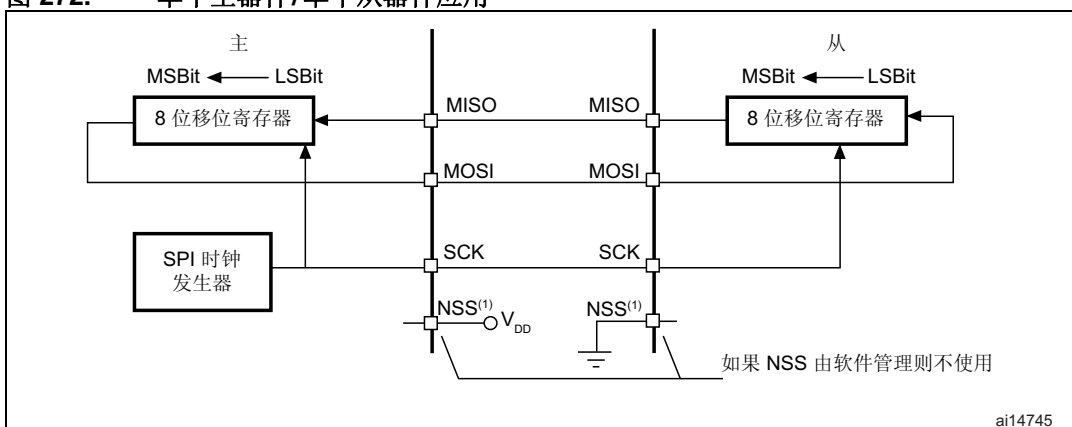 图 272. 单个主器件/单个从器件应用
主
从
MSBit LSBit
MSBit LSBit
8 位移位寄存器
8 位移位寄存器
MISO
MISO
MOSI
MOSI
SPI 时钟
发生器
SCK
SCK
NSS(1)
VDD
NSS(1)
如果 NSS 由软件管理则不使用
ai14745